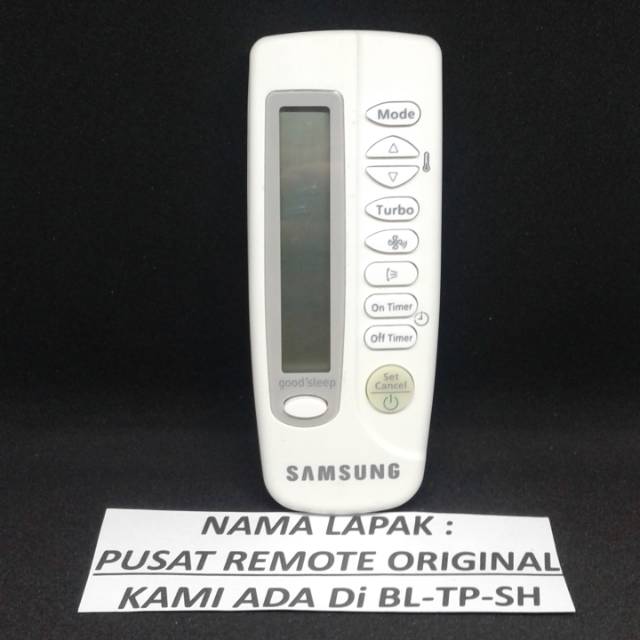 Mode
Turbo
On Timer
Off Timer
Set
Cancel
good'sleep
SAMSUNG
NAMA LAPAK :
PUSAT REMOTE ORIGINAL
KAMI ADA Di BL-TP-SH